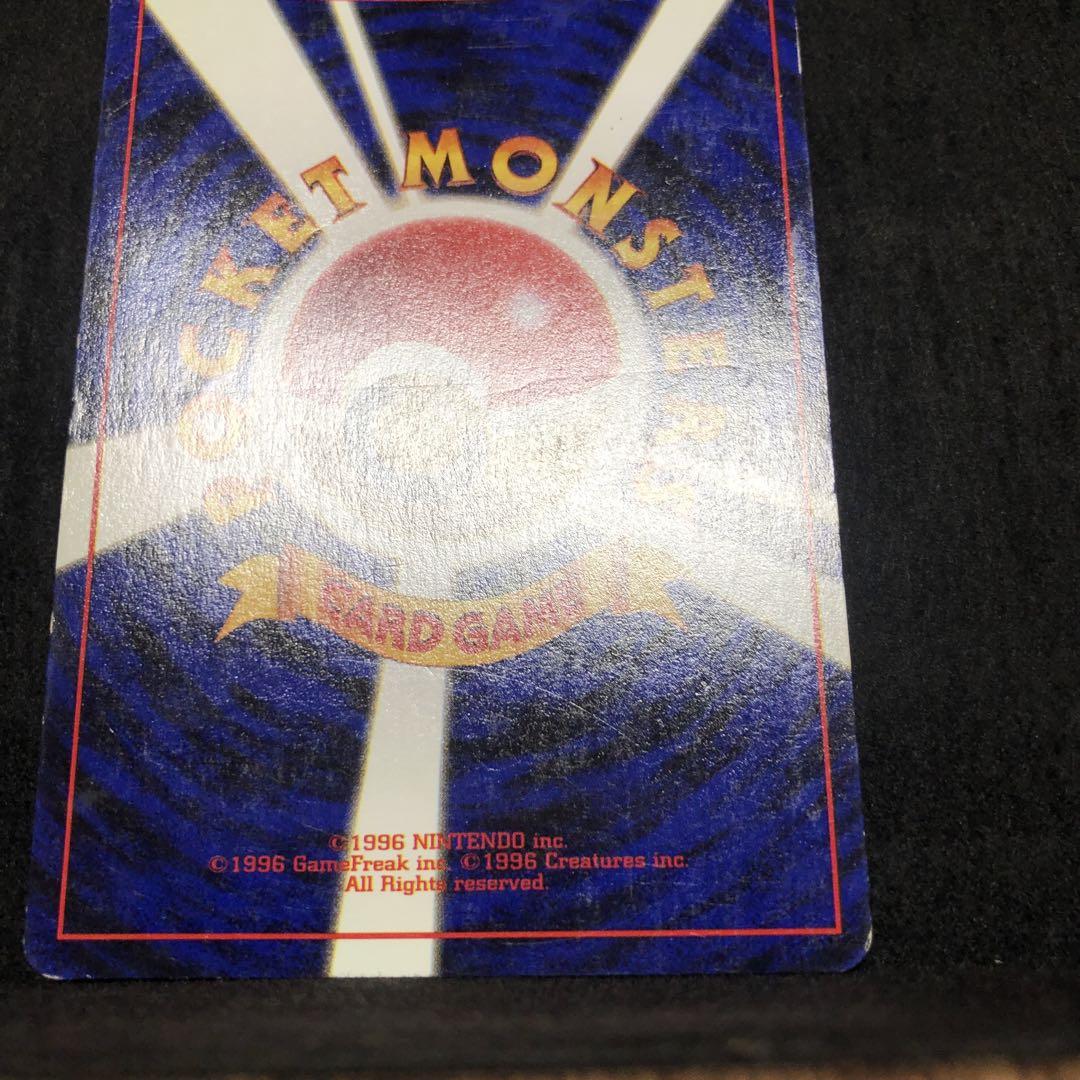 POCKET MONSTERS
CARD GAME
©1996 NINTENDO inc.
©1996 GameFreak inc. ©1996 Creatures inc.
All Rights reserved.